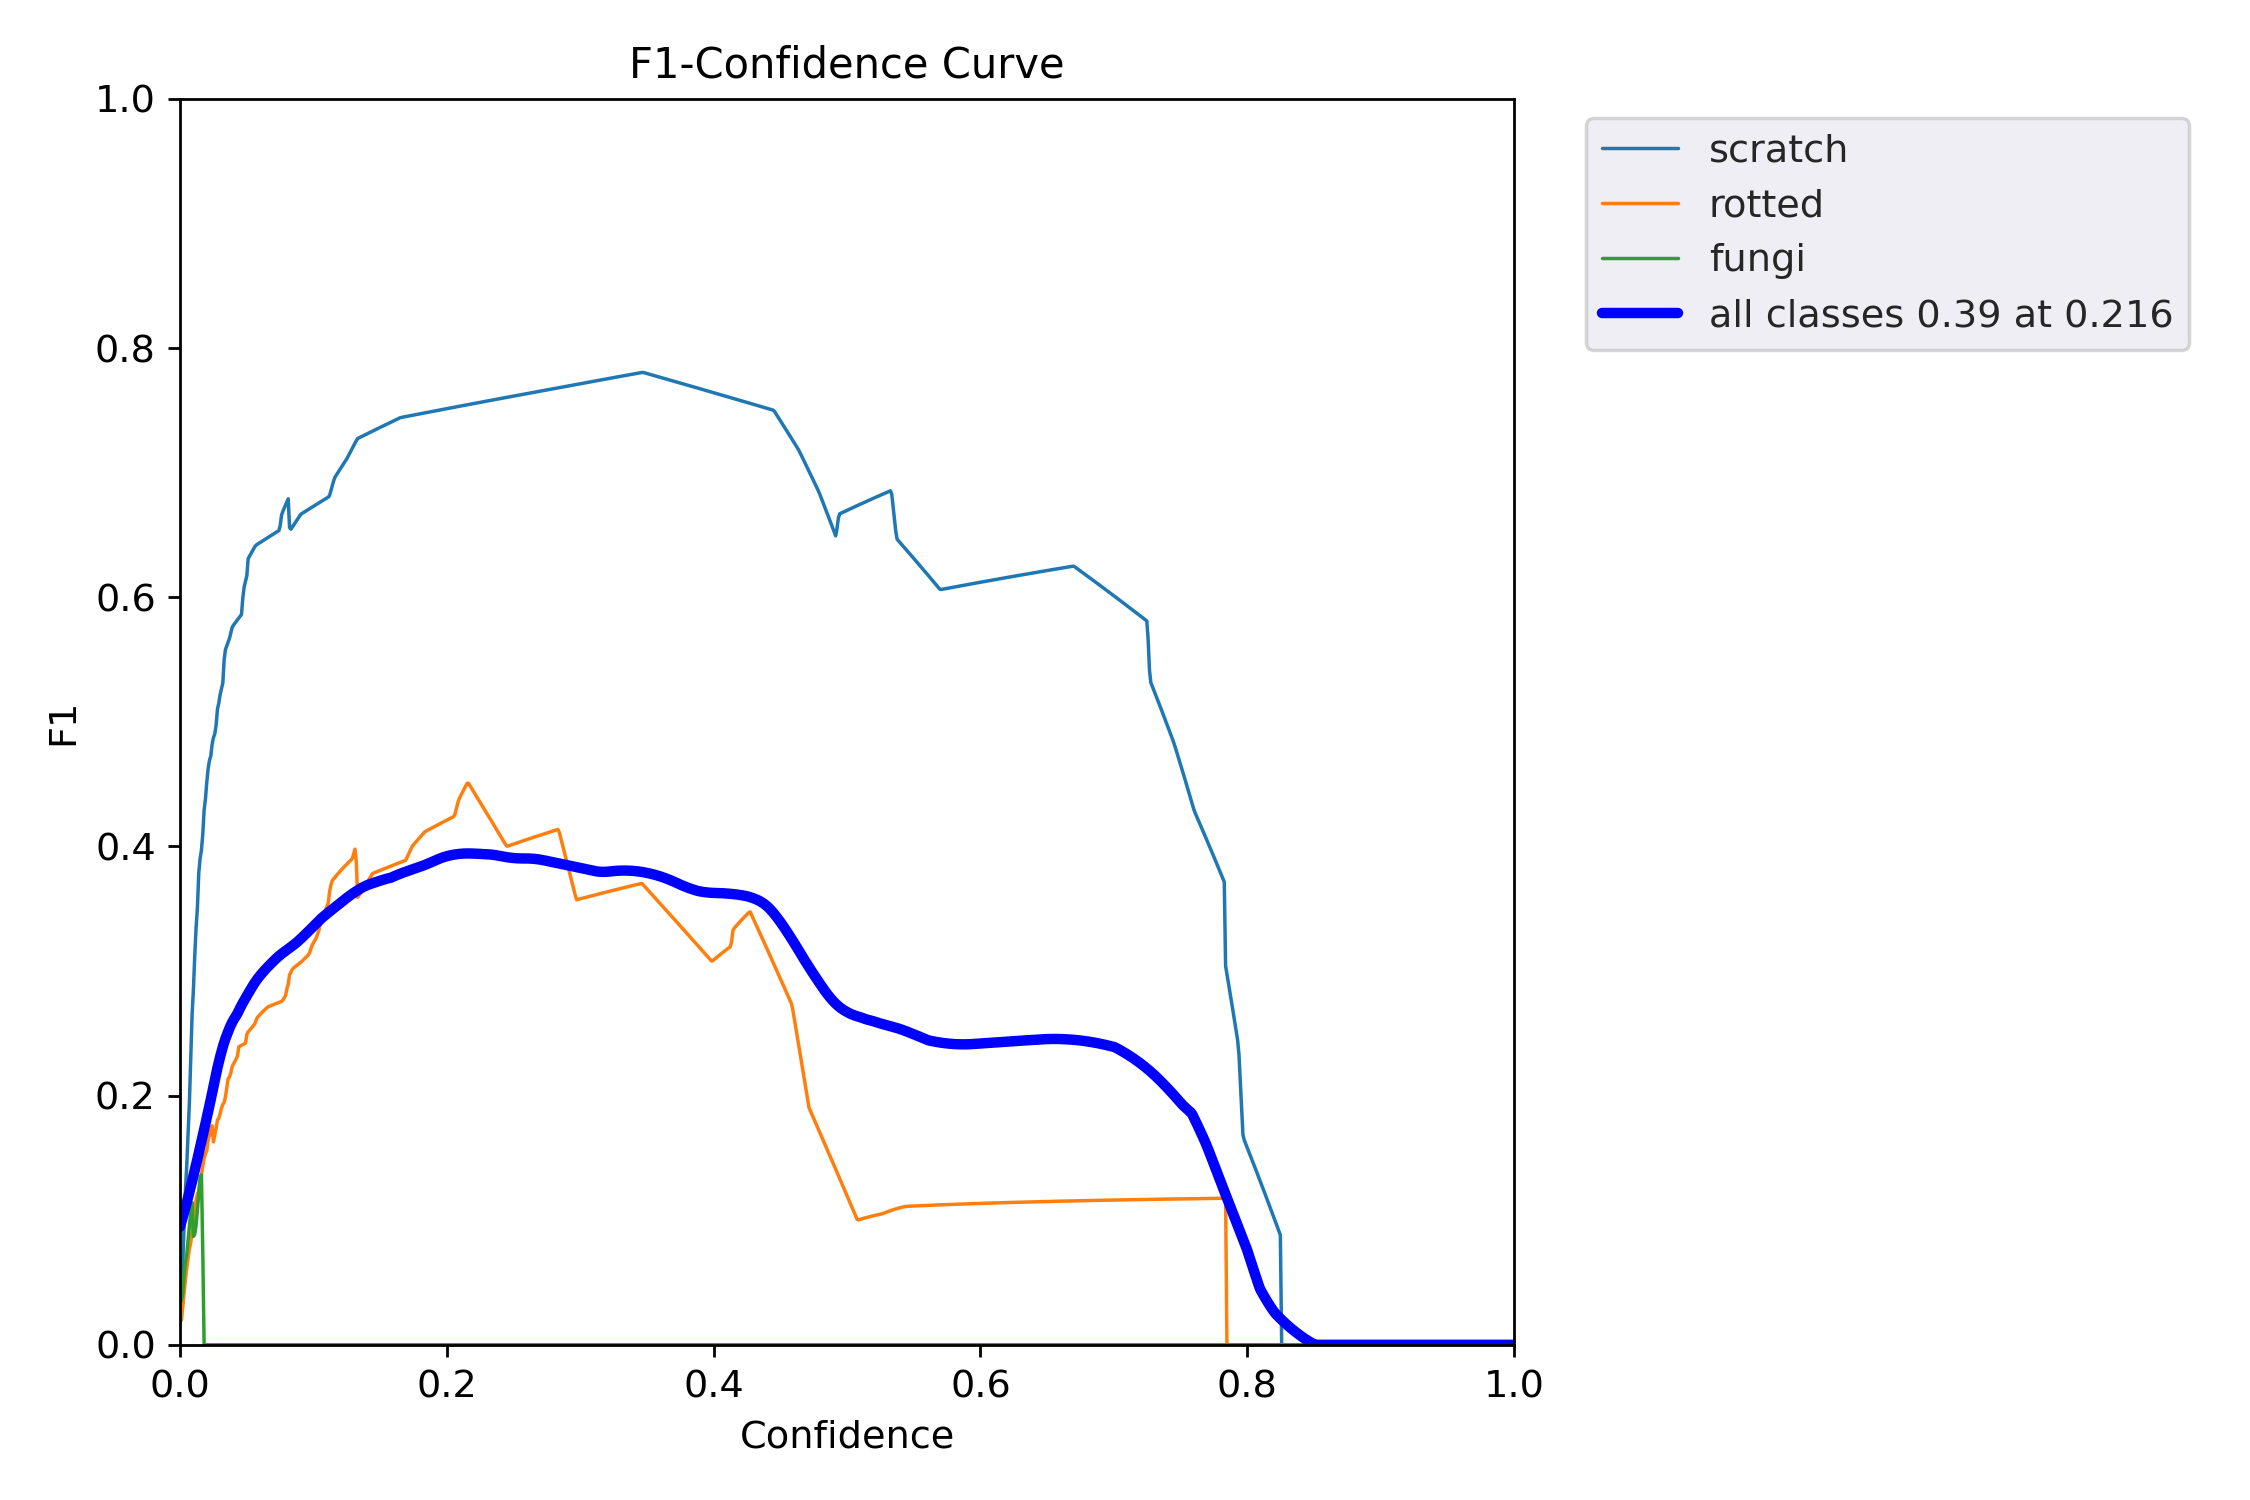 F1-Confidence Curve
1.0
0.8
0.6
0.4
0.2
0.0
F1
0.0 0.2 0.4 0.6 0.8 1.0
Confidence
scratch
rotted
fungi
all classes 0.39 at 0.216